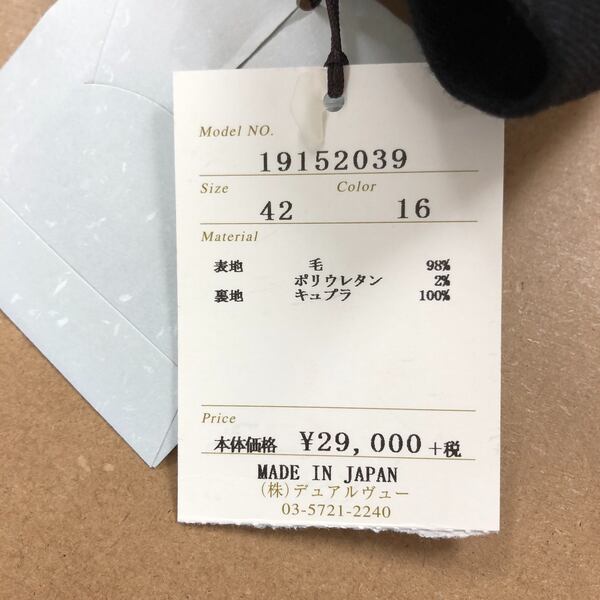 Model NO.
19152039
Size Color
42 16
Material
表地 毛 98%
ポリウレタン 2%
裏地 キュプラ 100%
Price
本体価格 ¥29,000 +税
MADE IN JAPAN
(株)デュアルヴュー
03-5721-2240